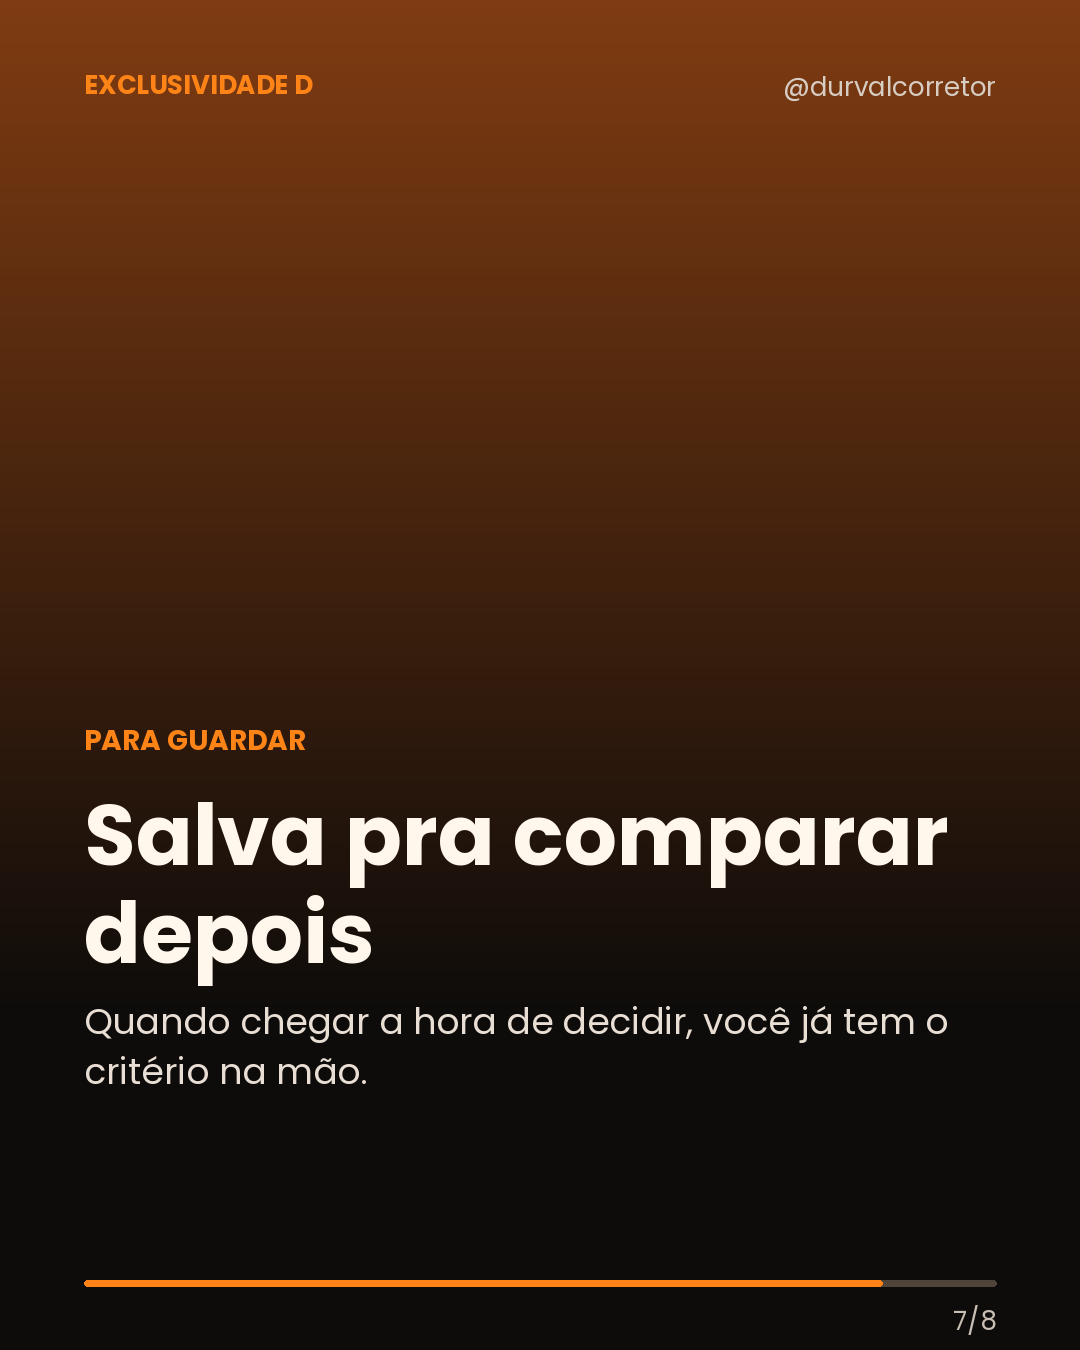 EXCLUSIVIDADE D
@durvalcorretor
PARA GUARDAR
Salva pra comparar
depois
Quando chegar a hora de decidir, você já tem o
critério na mão.
7/8